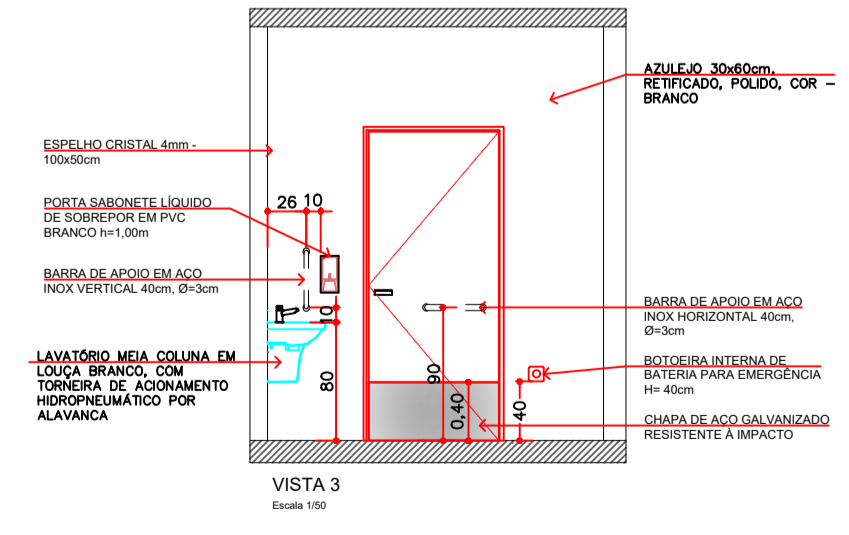 AZULEJO 30x60cm,
RETIFICADO, POLIDO, COR –
BRANCO
ESPELHO CRISTAL 4mm -
100x50cm
PORTA SABONETE LÍQUIDO
DE SOBREPOR EM PVC
BRANCO h=1,00m
26 10
BARRA DE APOIO EM AÇO
INOX VERTICAL 40cm, Ø=3cm
10
LAVATÓRIO MEIA COLUNA EM
LOUÇA BRANCO, COM
TORNEIRA DE ACIONAMENTO
HIDROPNEUMÁTICO POR
ALAVANCA
80
90
0,40
40
BARRA DE APOIO EM AÇO
INOX HORIZONTAL 40cm,
Ø=3cm
BOTOEIRA INTERNA DE
BATERIA PARA EMERGÊNCIA
H= 40cm
CHAPA DE AÇO GALVANIZADO
RESISTENTE À IMPACTO
VISTA 3
Escala 1/50